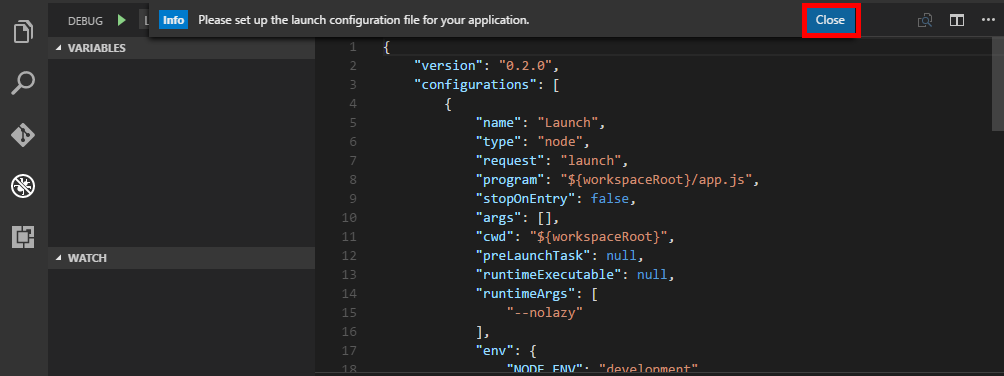 DEBUG
Info Please set up the launch configuration file for your application. Close
VARIABLES
WATCH
1 {
2 "version": "0.2.0",
3 "configurations": [
4 {
5 "name": "Launch",
6 "type": "node",
7 "request": "launch",
8 "program": "${workspaceRoot}/app.js",
9 "stopOnEntry": false,
10 "args": [],
11 "cwd": "${workspaceRoot}",
12 "preLaunchTask": null,
13 "runtimeExecutable": null,
14 "runtimeArgs": [
15 "--nolazy"
16 ],
17 "env": {
18 "NODE_ENV": "development"